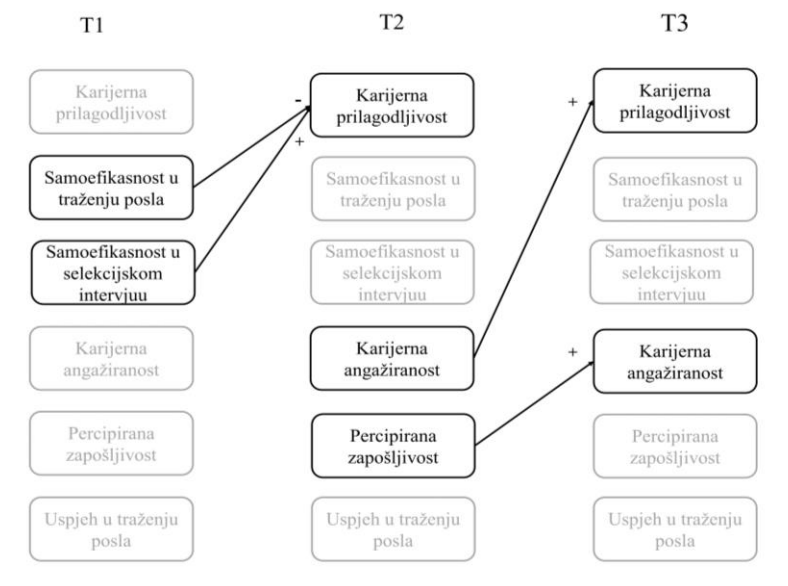 T1
T2
T3
Karijerna
prilagodljivost
Samoefikasnost u
traženju posla
Samoefikasnost u
selekcijskom
intervjuu
Karijerna
angažiranost
Percipirana
zapošljivost
Uspjeh u traženju
posla
-
+
Karijerna
prilagodljivost
Samoefikasnost u
traženju posla
Samoefikasnost u
selekcijskom
intervjuu
Karijerna
angažiranost
Percipirana
zapošljivost
Uspjeh u traženju
posla
+
+
Karijerna
prilagodljivost
Samoefikasnost u
traženju posla
Samoefikasnost u
selekcijskom
intervjuu
Karijerna
angažiranost
Percipirana
zapošljivost
Uspjeh u traženju
posla